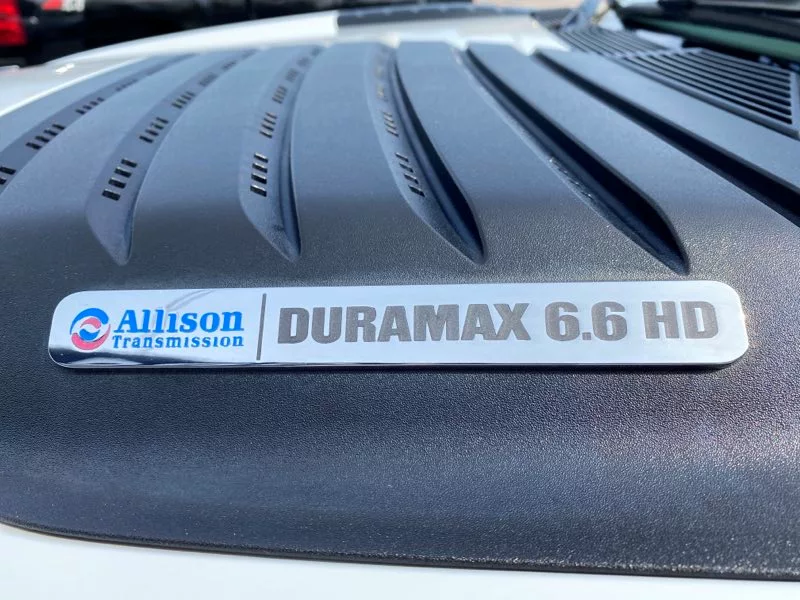 Allison
Transmission
DURAMAX 6.6 HD